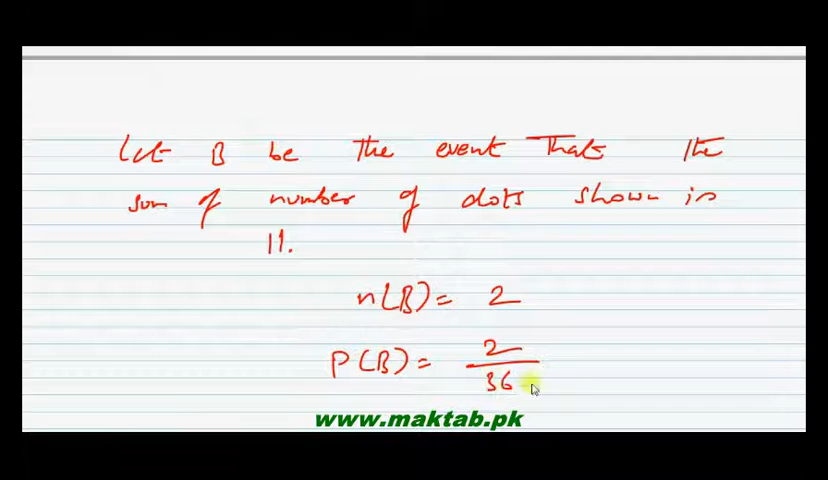 Let B be the event that the
sum of number of dots shown is
11.
n(B) = 2
P(B) = 2/36
www.maktab.pk